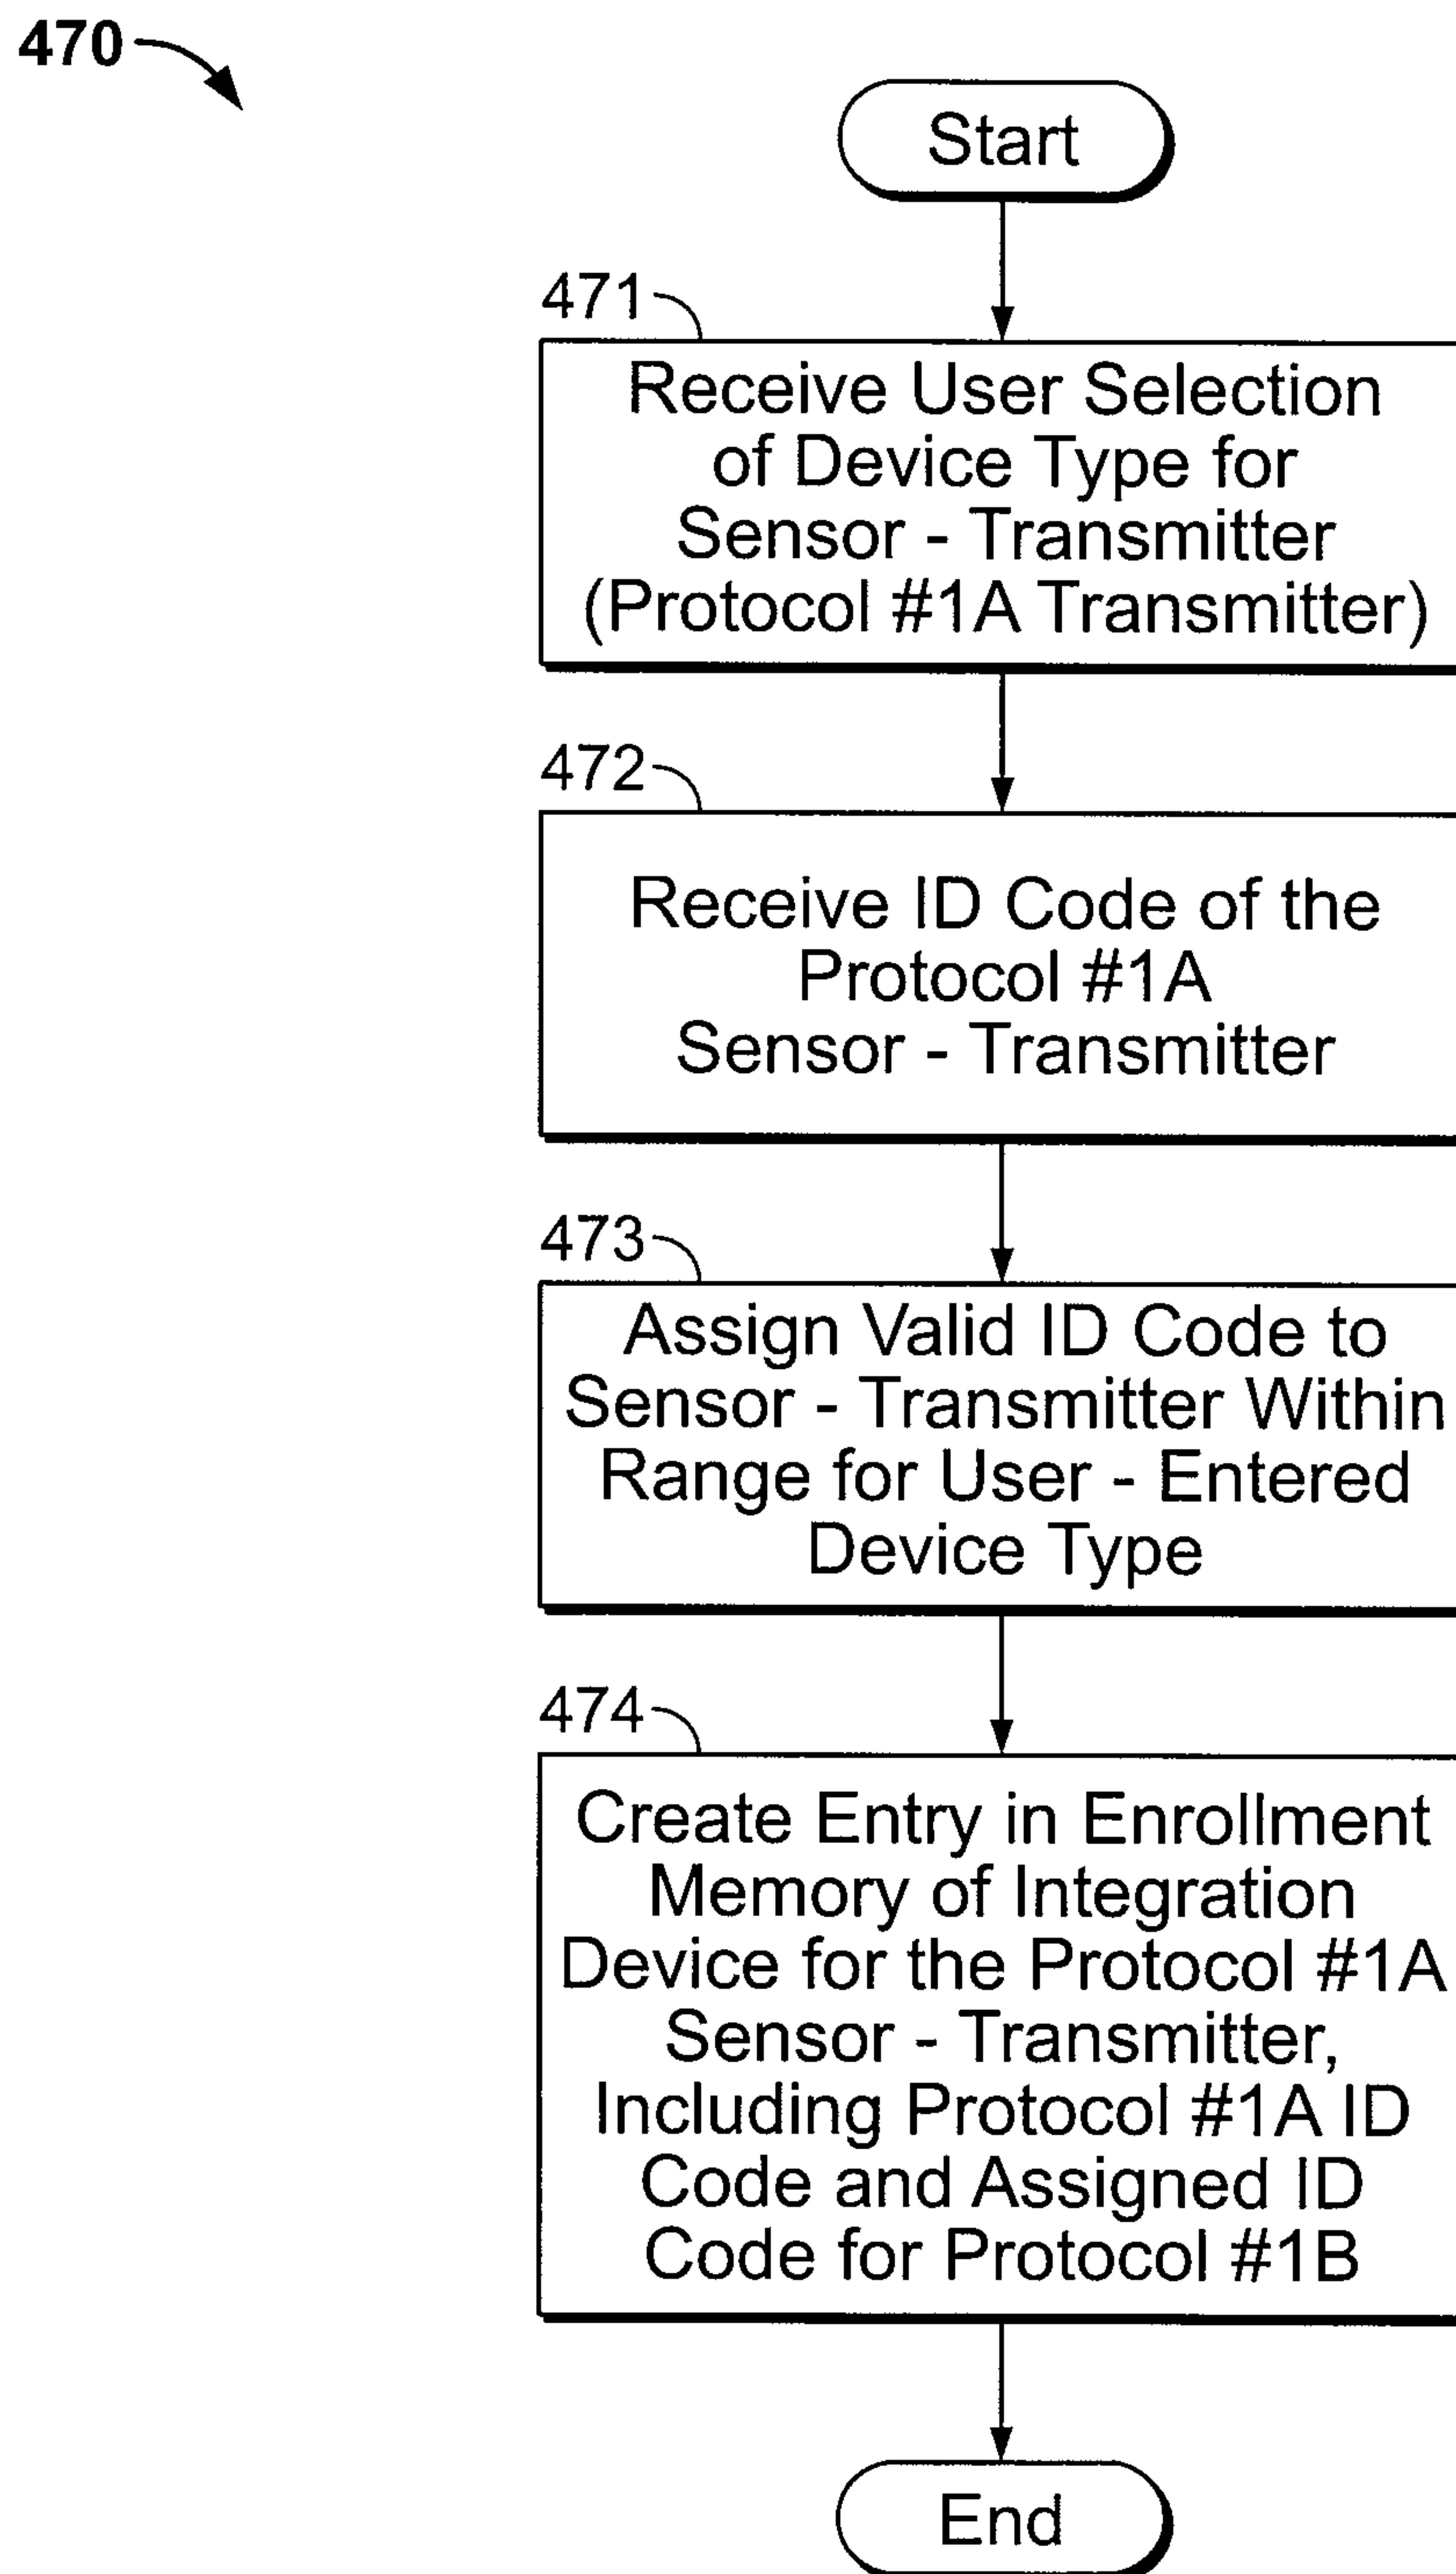 470
Start
471
Receive User Selection
of Device Type for
Sensor - Transmitter
(Protocol #1A Transmitter)
472
Receive ID Code of the
Protocol #1A
Sensor - Transmitter
473
Assign Valid ID Code to
Sensor - Transmitter Within
Range for User - Entered
Device Type
474
Create Entry in Enrollment
Memory of Integration
Device for the Protocol #1A
Sensor - Transmitter,
Including Protocol #1A ID
Code and Assigned ID
Code for Protocol #1B
End